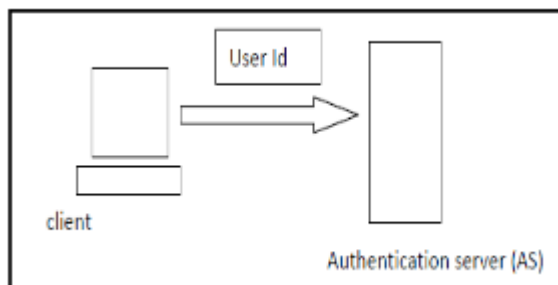 User Id
client
Authentication server (AS)